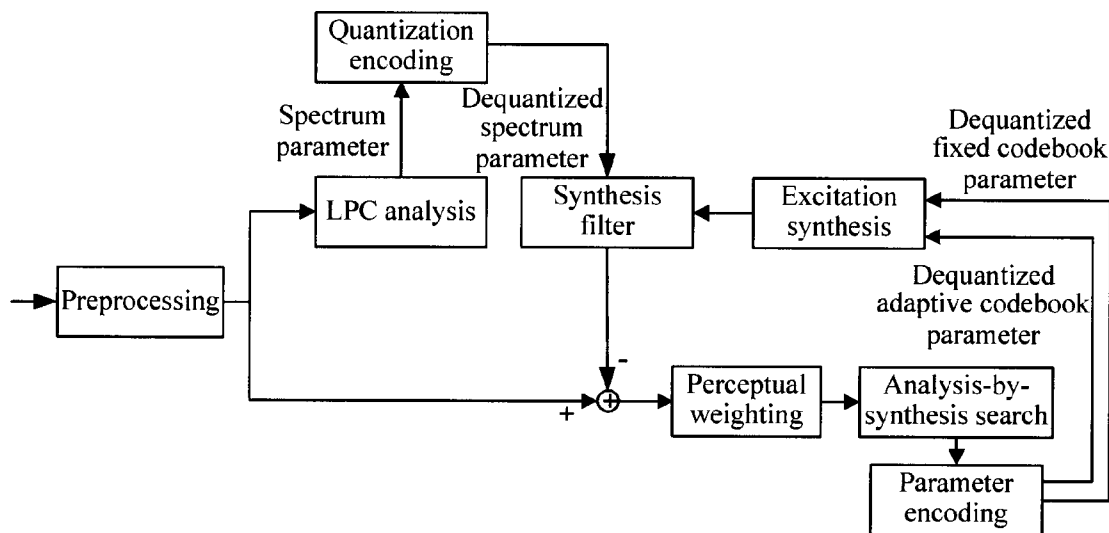 Quantization
encoding
Spectrum
parameter
Dequantized
spectrum
parameter
Dequantized
fixed codebook
parameter
LPC analysis
Synthesis
filter
Excitation
synthesis
Preprocessing
Dequantized
adaptive codebook
parameter
-
+
+
Perceptual
weighting
Analysis-by-
synthesis search
Parameter
encoding